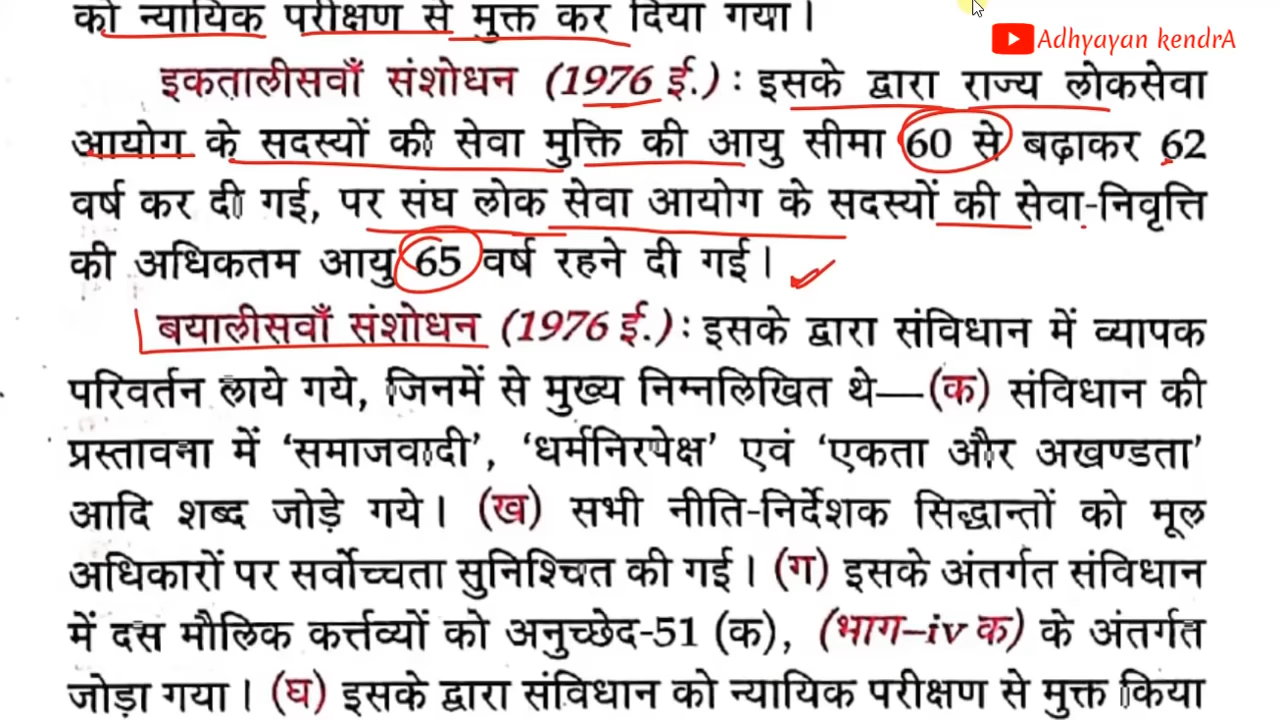 को न्यायिक परीक्षण से मुक्त कर दिया गया।
Adhyayan kendrA
इकतालीसवाँ संशोधन (1976 ई.) : इसके द्वारा राज्य लोकसेवा
आयोग के सदस्यों की सेवा मुक्ति की आयु सीमा 60 से बढ़ाकर 62
वर्ष कर दी गई, पर संघ लोक सेवा आयोग के सदस्यों की सेवा-निवृत्ति
की अधिकतम आयु 65 वर्ष रहने दी गई।
बयालीसवाँ संशोधन (1976 ई.) : इसके द्वारा संविधान में व्यापक
परिवर्तन लाये गये, जिनमें से मुख्य निम्नलिखित थे—(क) संविधान की
प्रस्तावना में 'समाजवादी', 'धर्मनिरपेक्ष' एवं 'एकता और अखण्डता'
आदि शब्द जोड़े गये। (ख) सभी नीति-निर्देशक सिद्धान्तों को मूल
अधिकारों पर सर्वोच्चता सुनिश्चित की गई। (ग) इसके अंतर्गत संविधान
में दस मौलिक कर्त्तव्यों को अनुच्छेद-51 (क), (भाग-iv क) के अंतर्गत
जोड़ा गया। (घ) इसके द्वारा संविधान को न्यायिक परीक्षण से मुक्त किया